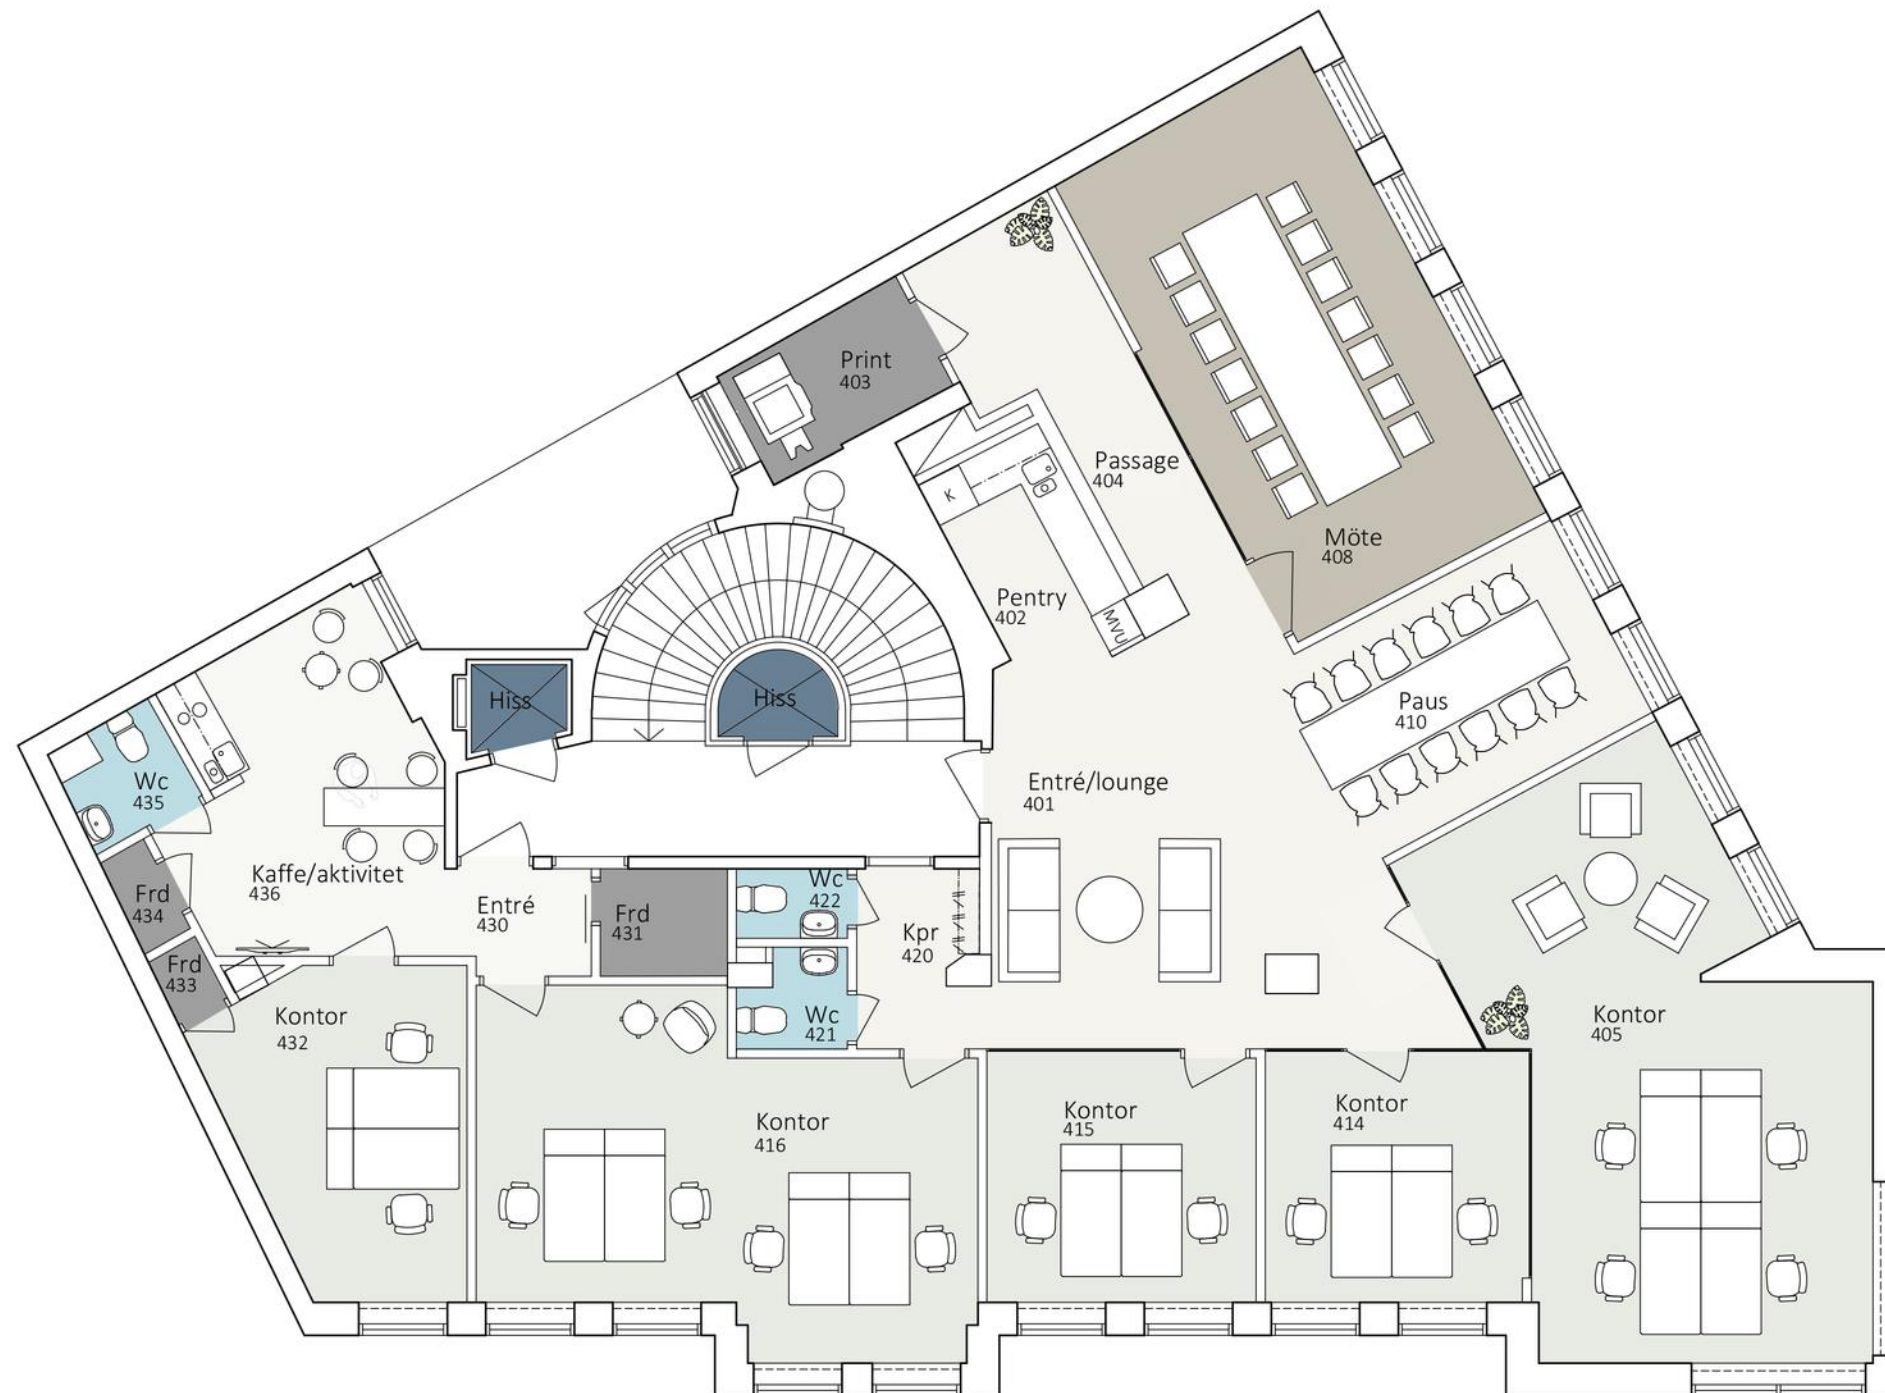 Print
403
Passage
404
K
Möte
408
Pentry
402
MVU
Hiss
Hiss
Paus
410
Wc
435
Entré/lounge
401
Kaffe/aktivitet
436
Frd
434
Entré
430
Frd
431
Wc
422
Kpr
420
Frd
433
Kontor
432
Wc
421
Kontor
405
Kontor
416
Kontor
415
Kontor
414